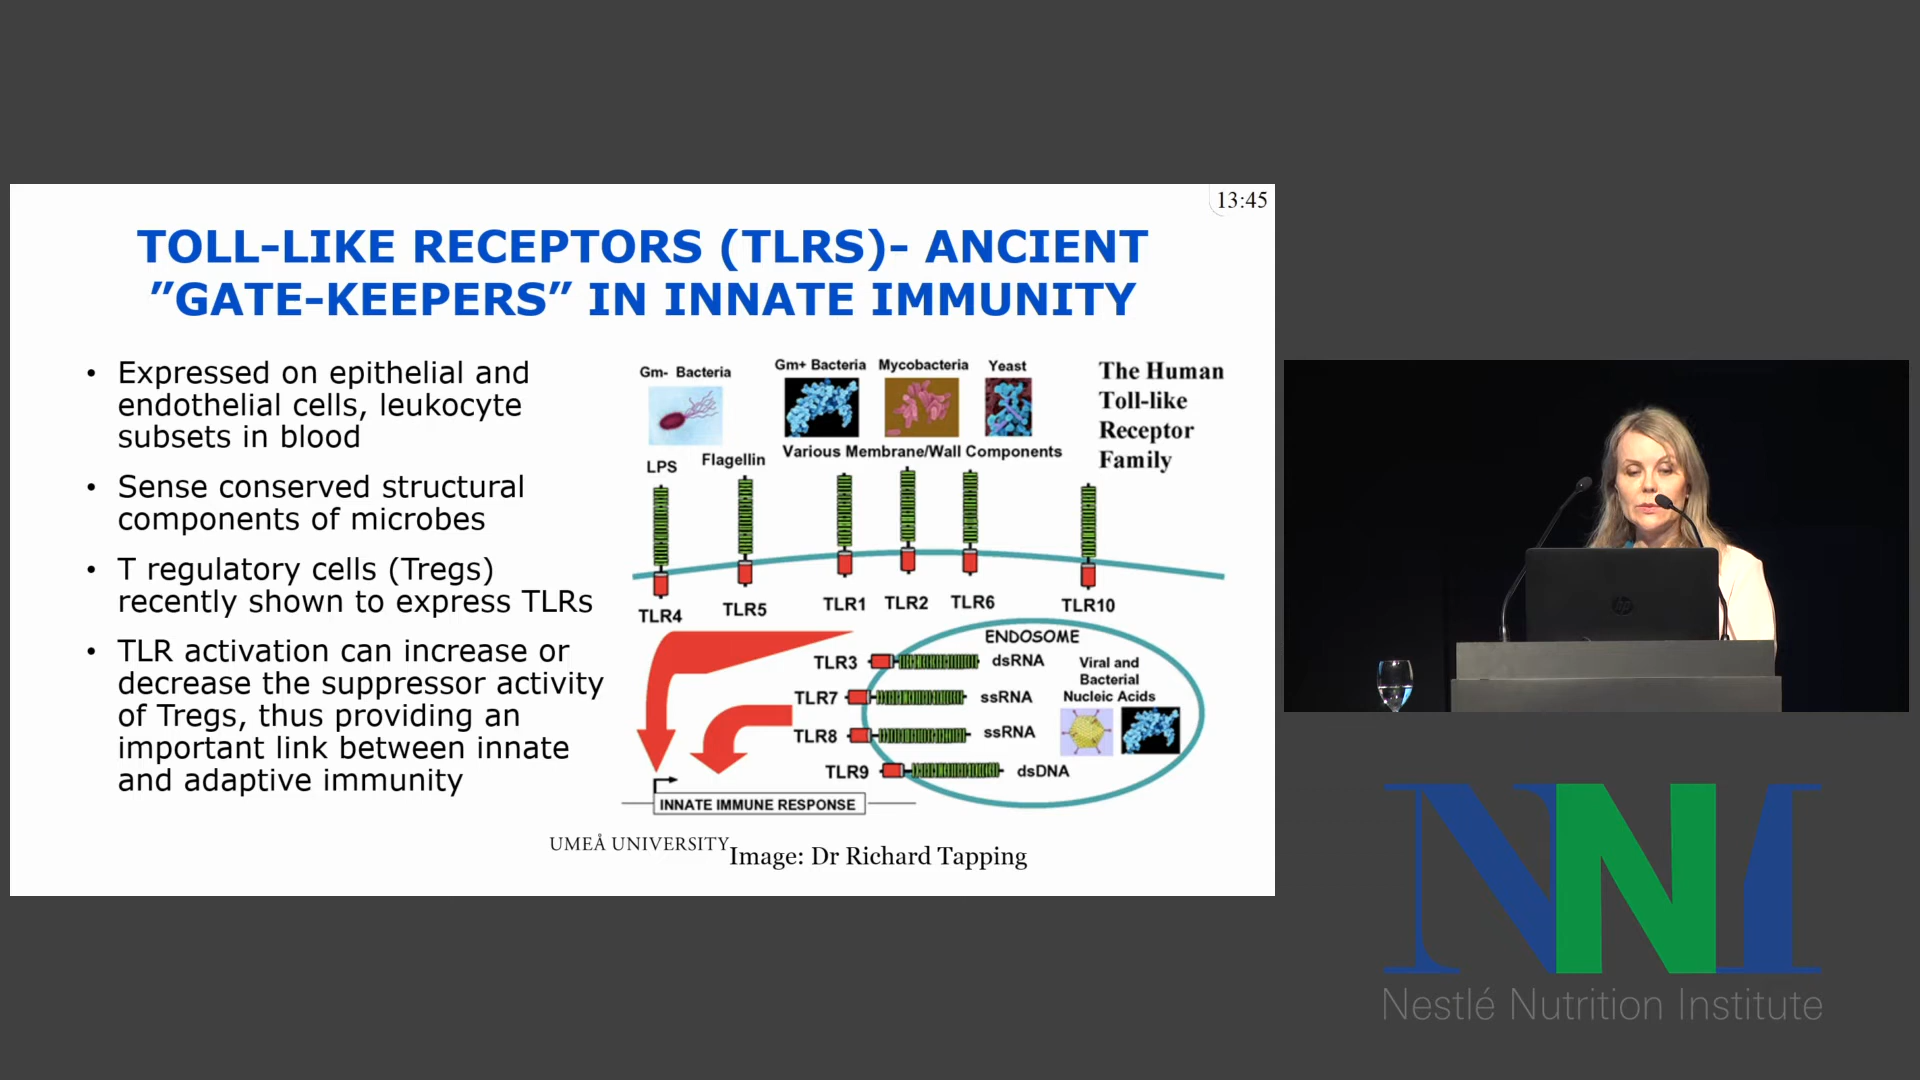 13:45
TOLL-LIKE RECEPTORS (TLRS)- ANCIENT
”GATE-KEEPERS” IN INNATE IMMUNITY
• Expressed on epithelial and
endothelial cells, leukocyte
subsets in blood
• Sense conserved structural
components of microbes
• T regulatory cells (Tregs)
recently shown to express TLRs
• TLR activation can increase or
decrease the suppressor activity
of Tregs, thus providing an
important link between innate
and adaptive immunity
Gm- Bacteria
Gm+ Bacteria Mycobacteria Yeast
The Human
Toll-like
Receptor
Family
LPS
Flagellin
Various Membrane/Wall Components
TLR4
TLR5
TLR1
TLR2
TLR6
TLR10
ENDOSOME
TLR3
dsRNA
TLR7
ssRNA
TLR8
ssRNA
TLR9
dsDNA
Viral and
Bacterial
Nucleic Acids
INNATE IMMUNE RESPONSE
UMEÅ UNIVERSITY
Image: Dr Richard Tapping
hp
NNI
Nestlé Nutrition Institute